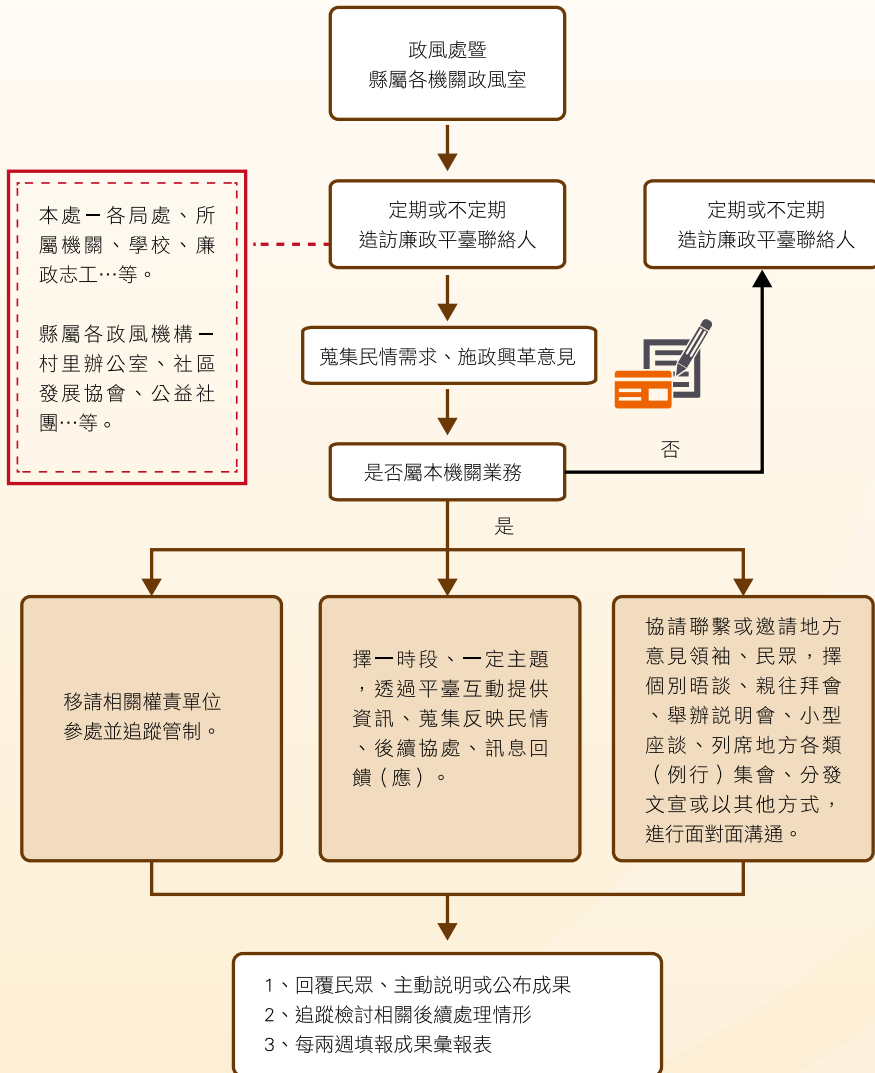 政風處暨
縣屬各機關政風室
定期或不定期
造訪廉政平臺聯絡人
定期或不定期
造訪廉政平臺聯絡人
本處－各局處、所
屬機關、學校、廉
政志工…等。
縣屬各政風機構－
村里辦公室、社區
發展協會、公益社
團…等。
蒐集民情需求、施政興革意見
是否屬本機關業務
否
是
移請相關權責單位
參處並追蹤管制。
擇一時段、一定主題
，透過平臺互動提供
資訊、蒐集反映民情
、後續協處、訊息回
饋（應）。
協請聯繫或邀請地方
意見領袖、民眾，擇
個別晤談、親往拜會
、舉辦說明會、小型
座談、列席地方各類
（例行）集會、分發
文宣或以其他方式，
進行面對面溝通。
1、回覆民眾、主動說明或公布成果
2、追蹤檢討相關後續處理情形
3、每兩週填報成果彙報表